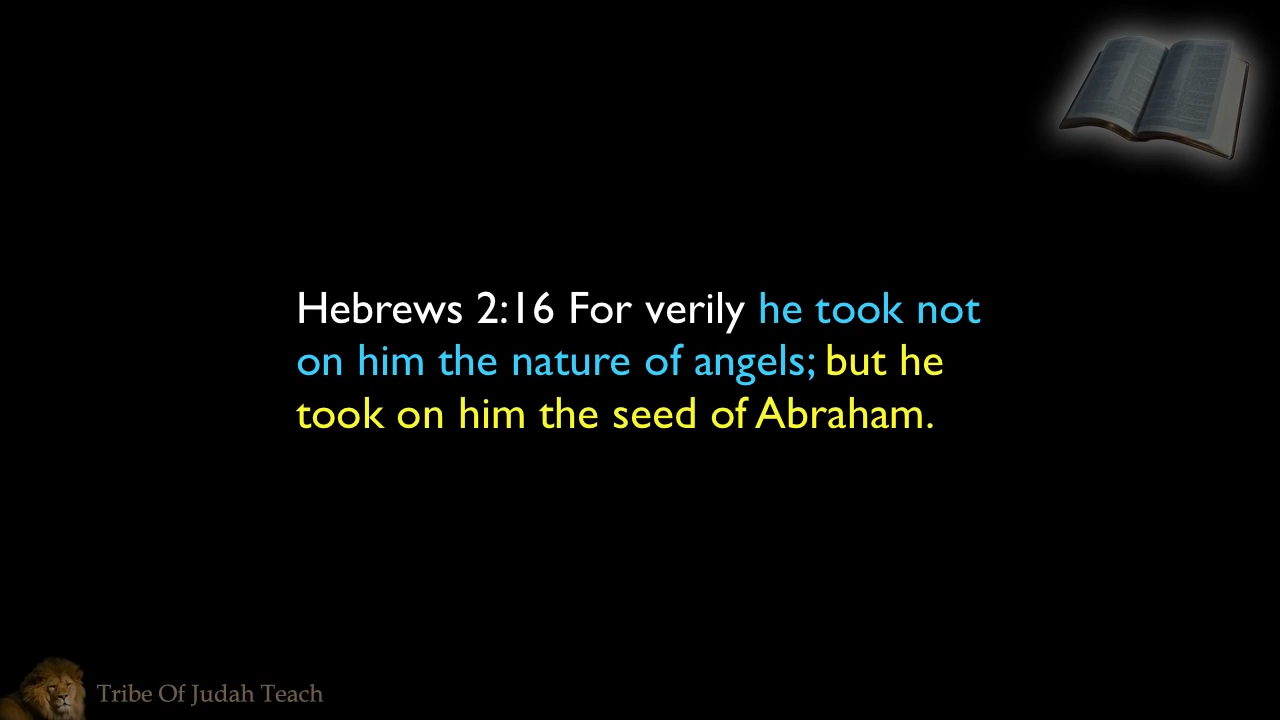 Hebrews 2:16 For verily he took not
on him the nature of angels; but he
took on him the seed of Abraham.
Tribe Of Judah Teach